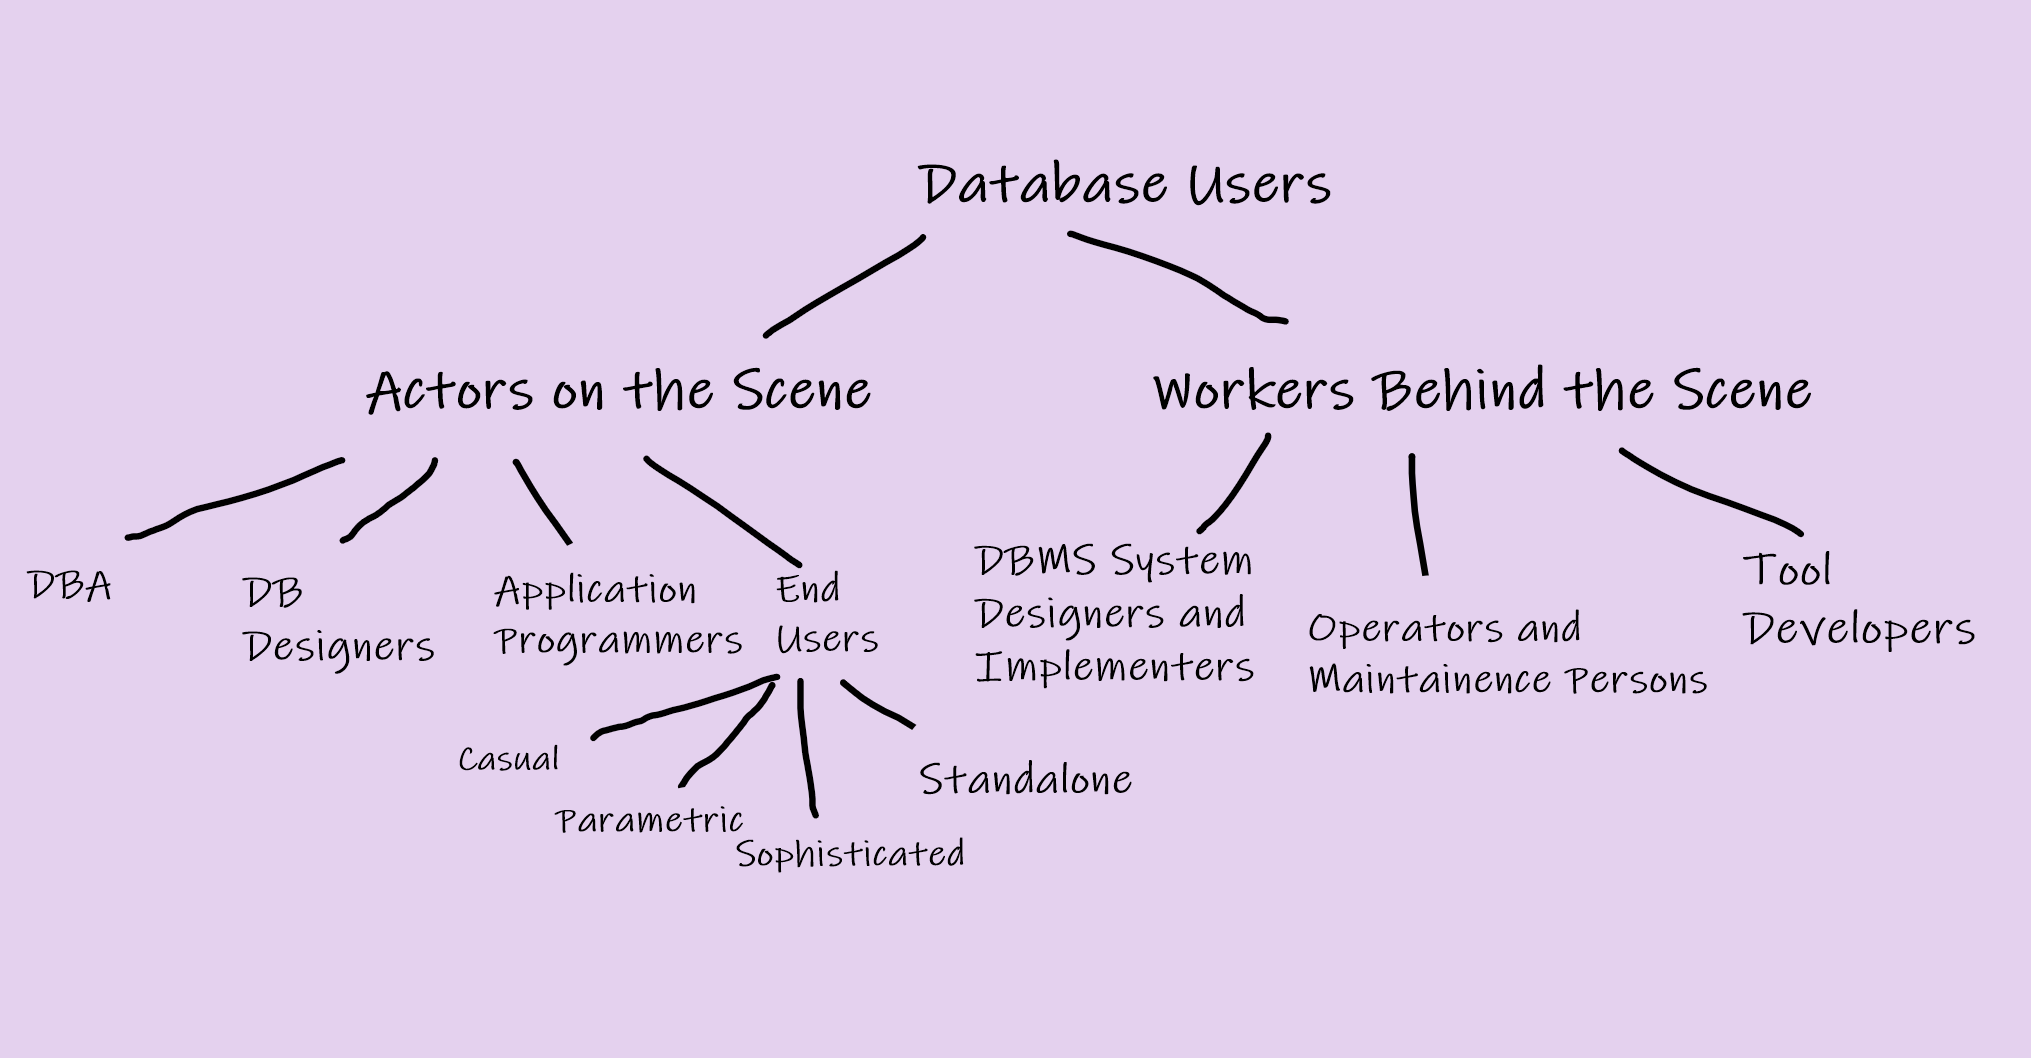 Database Users
Actors on the Scene
Workers Behind the Scene
DBA
DB
Designers
Application
Programmers
End
Users
DBMS System
Designers and
Implementers
Operators and
Maintainence Persons
Tool
Developers
Casual
Parametric
Sophisticated
Standalone